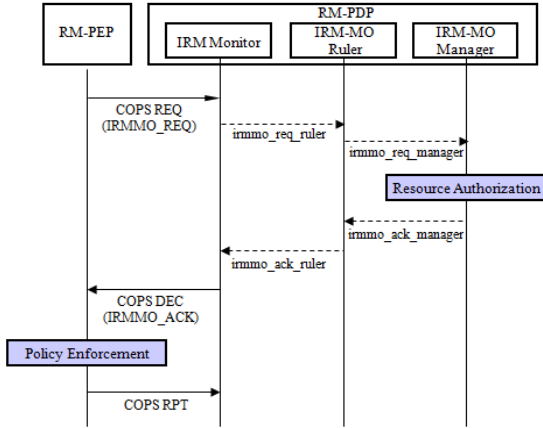 RM-PDP
RM-PEP
IRM Monitor
IRM-MO
Ruler
IRM-MO
Manager
COPS REQ
(IRMMO_REQ)
irmmo_req_ruler
irmmo_req_manager
Resource Authorization
irmmo_ack_manager
irmmo_ack_ruler
COPS DEC
(IRMMO_ACK)
Policy Enforcement
COPS RPT